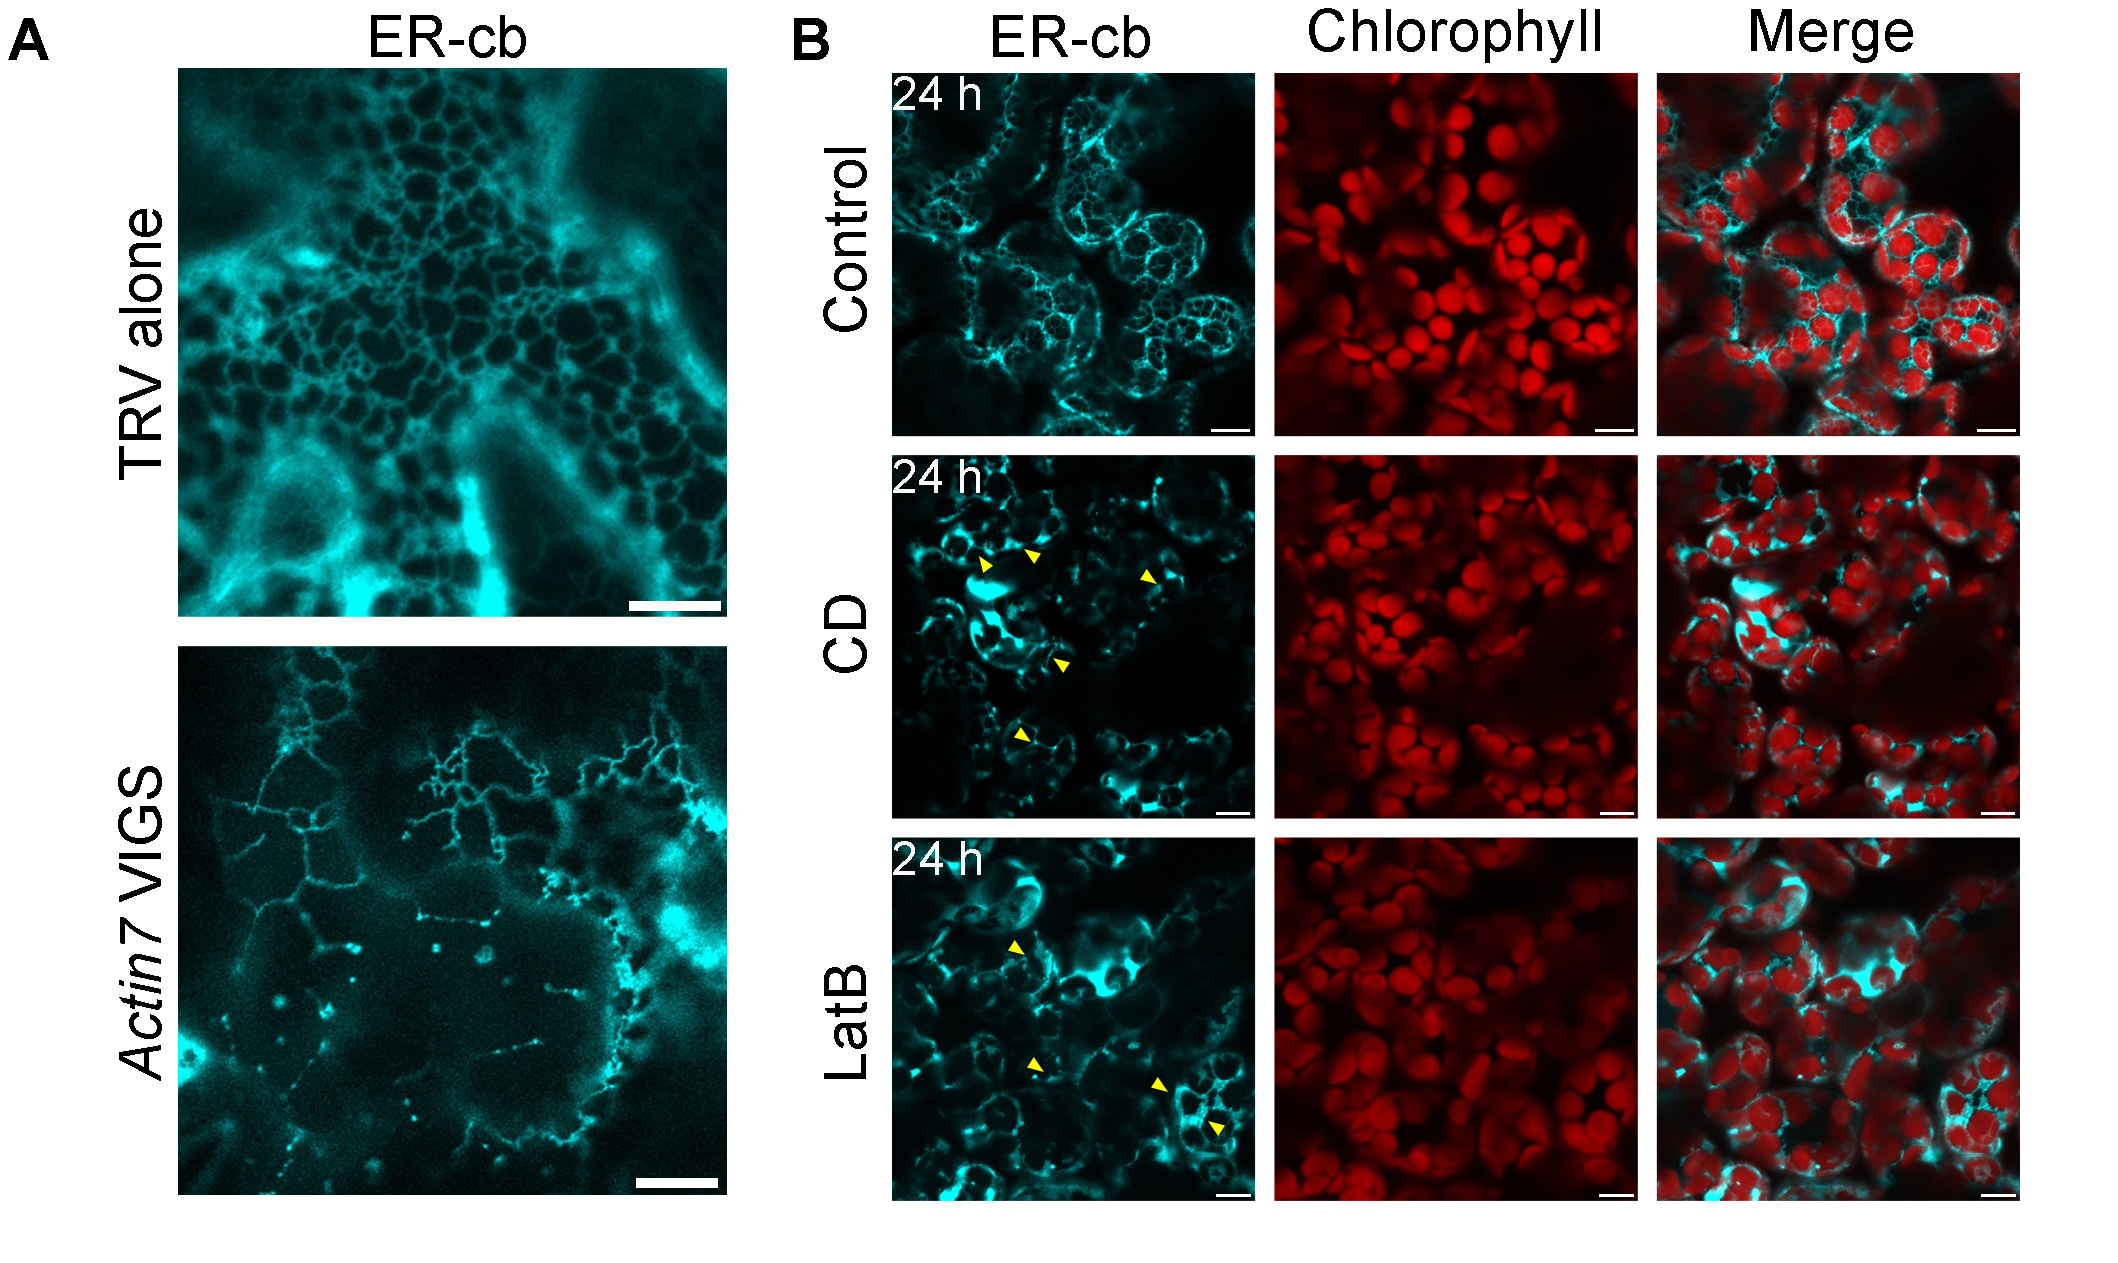 A
ER-cb
TRV alone
Actin7 VIGS
B
ER-cb
Chlorophyll
Merge
Control
24 h
CD
24 h
LatB
24 h